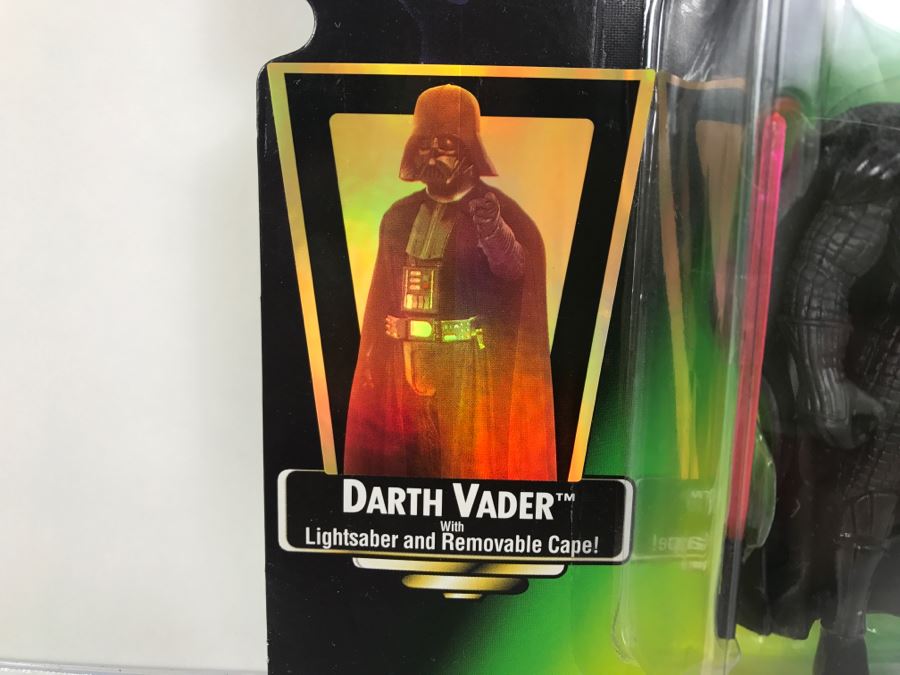 DARTH VADER™
With
Lightsaber and Removable Cape!